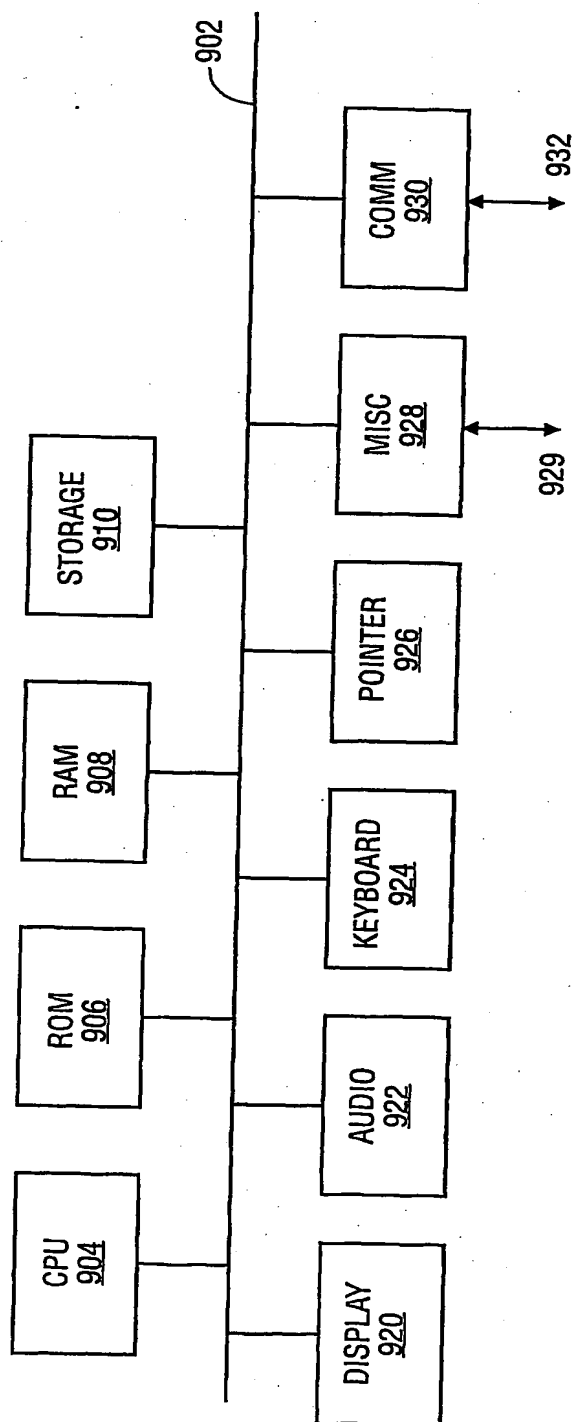 CPU
904
ROM
906
RAM
908
STORAGE
910
902
DISPLAY
920
AUDIO
922
KEYBOARD
924
POINTER
926
MISC
928
COMM
930
929
932